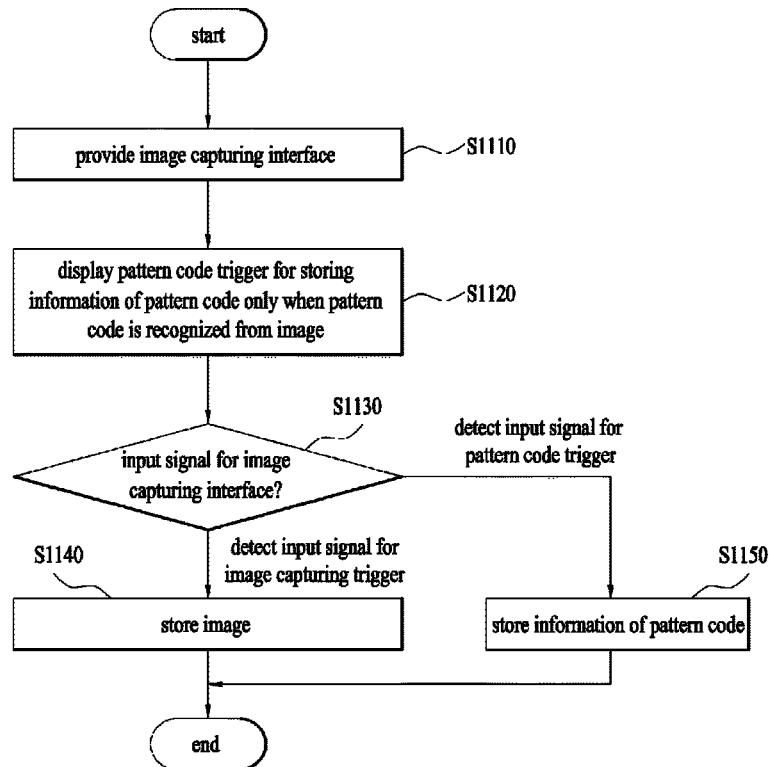 start
provide image capturing interface
S1110
display pattern code trigger for storing
information of pattern code only when pattern
code is recognized from image
S1120
S1130
input signal for image
capturing interface?
detect input signal for
pattern code trigger
detect input signal for
image capturing trigger
S1140
store image
S1150
store information of pattern code
end